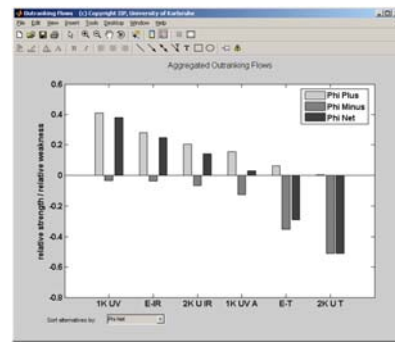 Outranking Flows (c) Copyright IIP, University of Karlsruhe
File Edit View Insert Tools Desktop Window Help
Aggregated Outranking Flows
relative strength / relative weakness
0.6
0.4
0.2
0
-0.2
-0.4
-0.6
-0.8
Phi Plus
Phi Minus
Phi Net
1K UV E-IR 2K U IR 1K UV A E-T 2K U T
Sort alternatives by: Phi Net